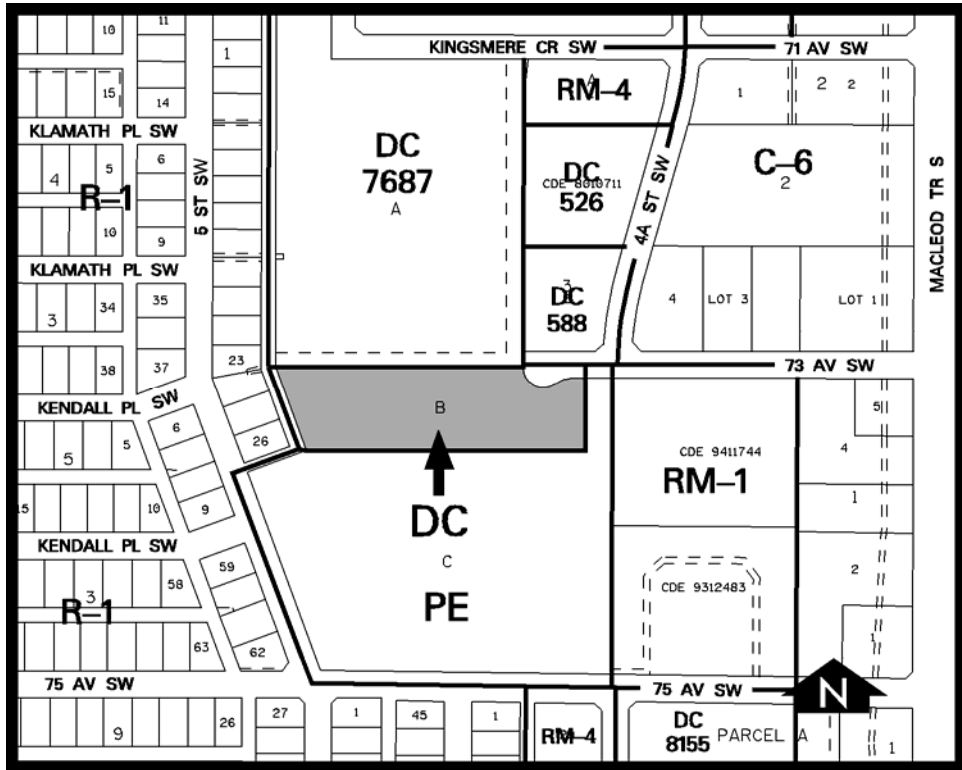 10
11
1
KINGSMERE CR SW
71 AV SW
15
14
RM-4
A
1
2
2
KLAMATH PL SW
6
5
4
R-1
5 ST SW
DC
7687
A
DC
CDE 8010711
526
C-6
2
4A ST SW
MACLEOD TR S
10
9
KLAMATH PL SW
35
34
3
3
DC
588
4
LOT 3
LOT 1
38
37
23
73 AV SW
KENDALL PL SW
B
5
6
5
26
4
CDE 9411744
RM-1
5
15
10
9
1
DC
C
PE
KENDALL PL SW
59
58
3
R-1
CDE 9312483
2
63
62
1
75 AV SW
75 AV SW
N
9
26
27
1
45
1
RM-4
DC
8155
PARCEL A
1